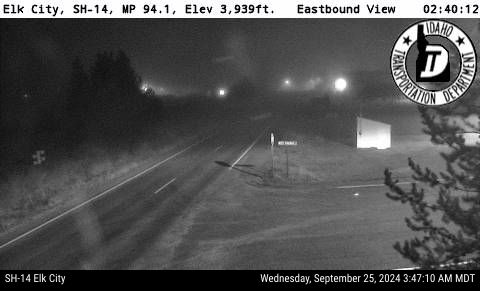 Elk City, SH-14, MP 94.1, Elev 3,939ft. Eastbound View 02:40:12
IDAHO
TRANSPORTATION DEPARTMENT
SH-14 Elk City Wednesday, September 25, 2024 3:47:10 AM MDT